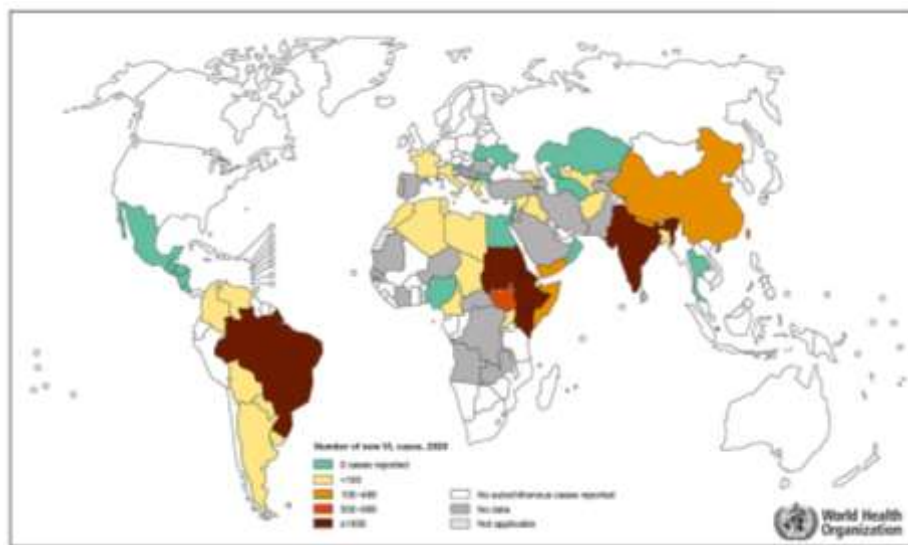 Number of new VL cases, 2020
0 cases reported
<100
100–499
500–999
≥1000
No autochthonous cases reported
No data
Not applicable
World Health
Organization